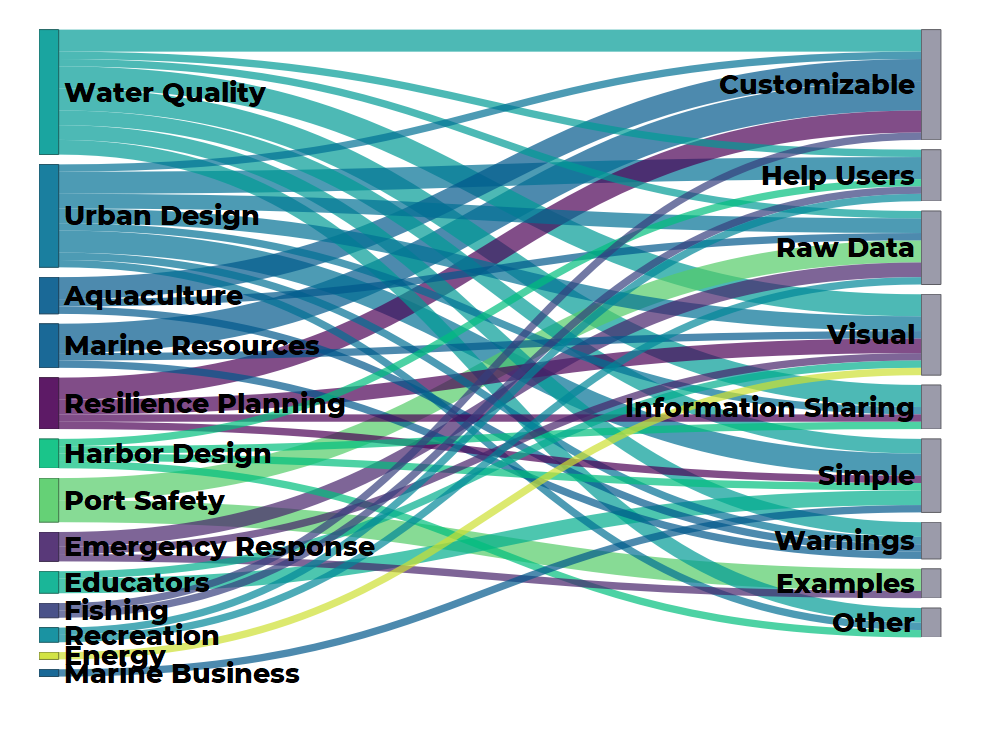 Water Quality
Urban Design
Aquaculture
Marine Resources
Resilience Planning
Harbor Design
Port Safety
Emergency Response
Educators
Fishing
Recreation
Energy
Marine Business
Customizable
Help Users
Raw Data
Visual
Information Sharing
Simple
Warnings
Examples
Other